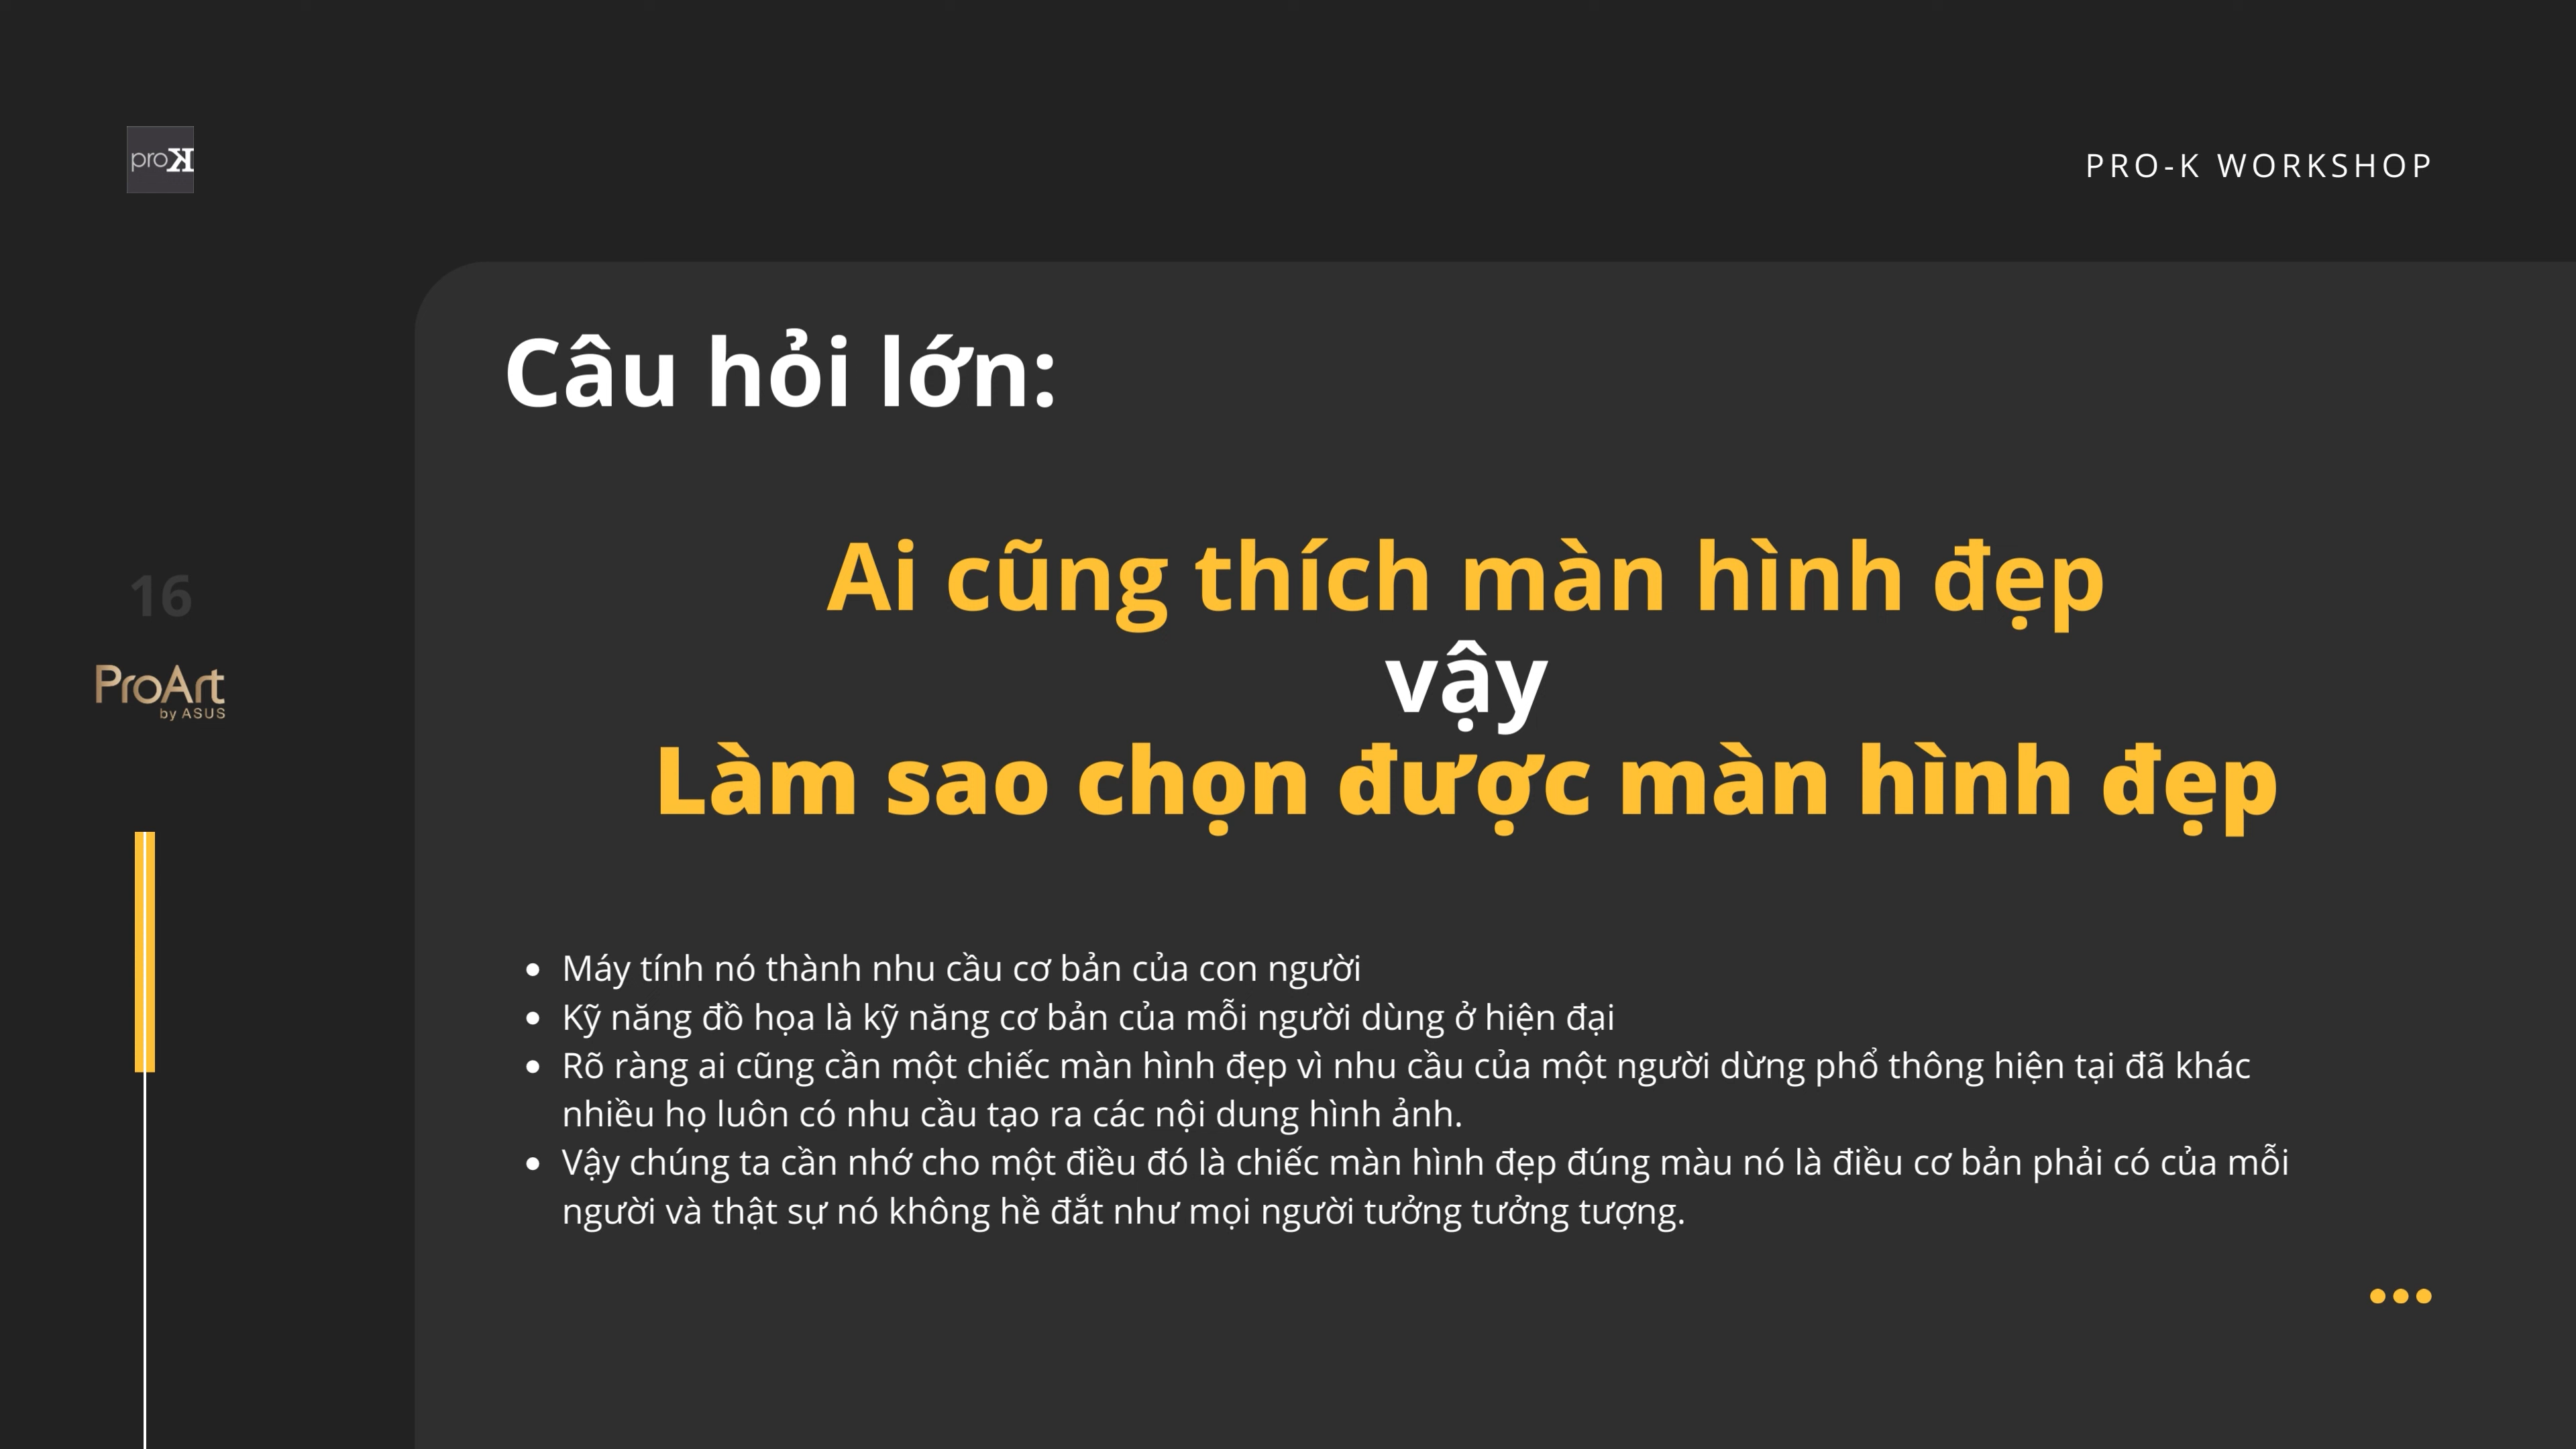 proK
PRO-K WORKSHOP
Câu hỏi lớn:
Ai cũng thích màn hình đẹp
vậy
Làm sao chọn được màn hình đẹp
16
ProArt
by ASUS
• Máy tính nó thành nhu cầu cơ bản của con người
• Kỹ năng đồ họa là kỹ năng cơ bản của mỗi người dùng ở hiện đại
• Rõ ràng ai cũng cần một chiếc màn hình đẹp vì nhu cầu của một người dừng phổ thông hiện tại đã khác
nhiều họ luôn có nhu cầu tạo ra các nội dung hình ảnh.
• Vậy chúng ta cần nhớ cho một điều đó là chiếc màn hình đẹp đúng màu nó là điều cơ bản phải có của mỗi
người và thật sự nó không hề đắt như mọi người tưởng tưởng tượng.